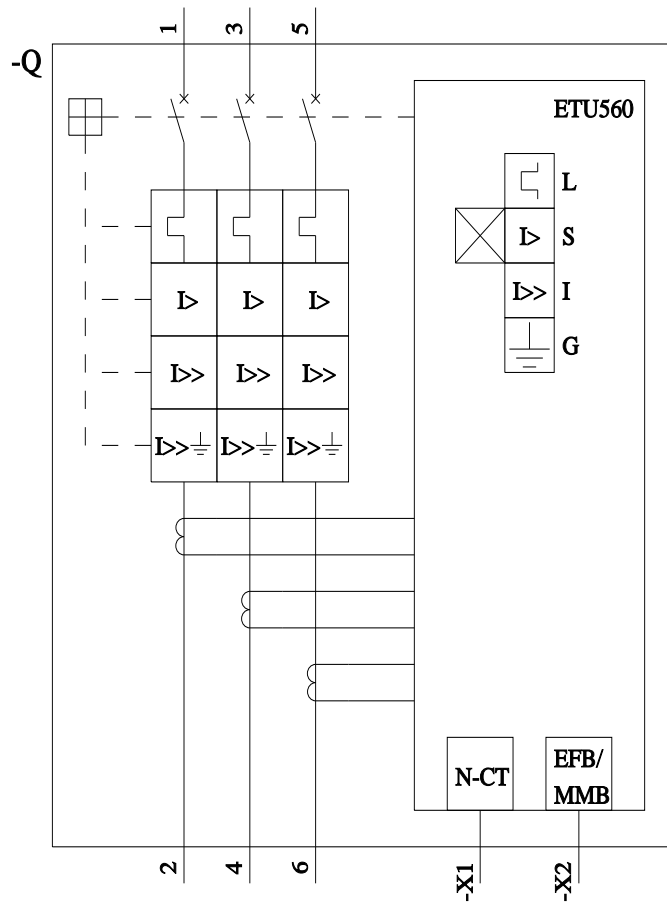 1 3 5
-Q
ETU560
L
I> S
I> I> I> I>> I
G
I>> I>> I>>
I>> I>> I>>
N-CT EFB/
MMB
2 4 6 -X1 -X2